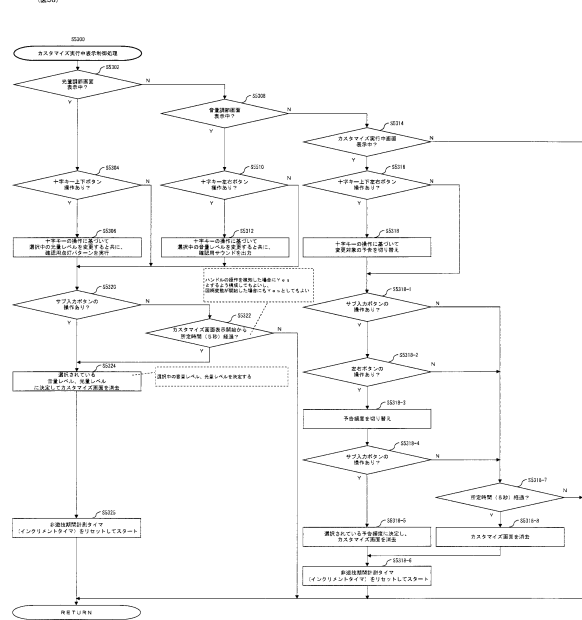 S5300
カスタマイズ実行中表示制御処理
S5302
光量調節画面
表示中？
N
Y
S5308
音量調節画面
表示中？
N
Y
S5314
カスタマイズ実行中画面
表示中？
N
Y
S5304
十字キー上下ボタン
操作あり？
N
Y
S5310
十字キー左右ボタン
操作あり？
N
Y
S5316
十字キー上下左右ボタン
操作あり？
N
Y
S5306
十字キーの操作に基づいて
選択中の光量レベルを変更すると共に、
確認用点灯パターンを実行
S5312
十字キーの操作に基づいて
選択中の音量レベルを変更すると共に、
確認用サウンドを出力
S5318
十字キーの操作に基づいて
変更対象の予告を切り替え
ハンドルの操作を検知した場合にＹｅｓ
とするよう構成してもよいし、
図柄変動が開始した場合にもＹｅｓとしてもよい
S5320
サブ入力ボタンの
操作あり？
N
Y
S5322
カスタマイズ画面表示開始から
所定時間（５秒）経過？
N
Y
S5318-1
サブ入力ボタンの
操作あり？
N
Y
S5324
選択されている
音量レベル、光量レベル
に決定してカスタマイズ画面を消去
選択中の音量レベル、光量レベルを決定する
S5318-2
左右ボタンの
操作あり？
N
Y
S5318-3
予告頻度を切り替え
S5318-4
サブ入力ボタンの
操作あり？
N
Y
S5318-7
所定時間（５秒）経過？
N
Y
S5325
非遊技期間計測タイマ
（インクリメントタイマ）をリセットしてスタート
S5318-5
選択されている予告頻度に決定し、
カスタマイズ画面を消去
S5318-8
カスタマイズ画面を消去
S5318-6
非遊技期間計測タイマ
（インクリメントタイマ）をリセットしてスタート
ＲＥＴＵＲＮ